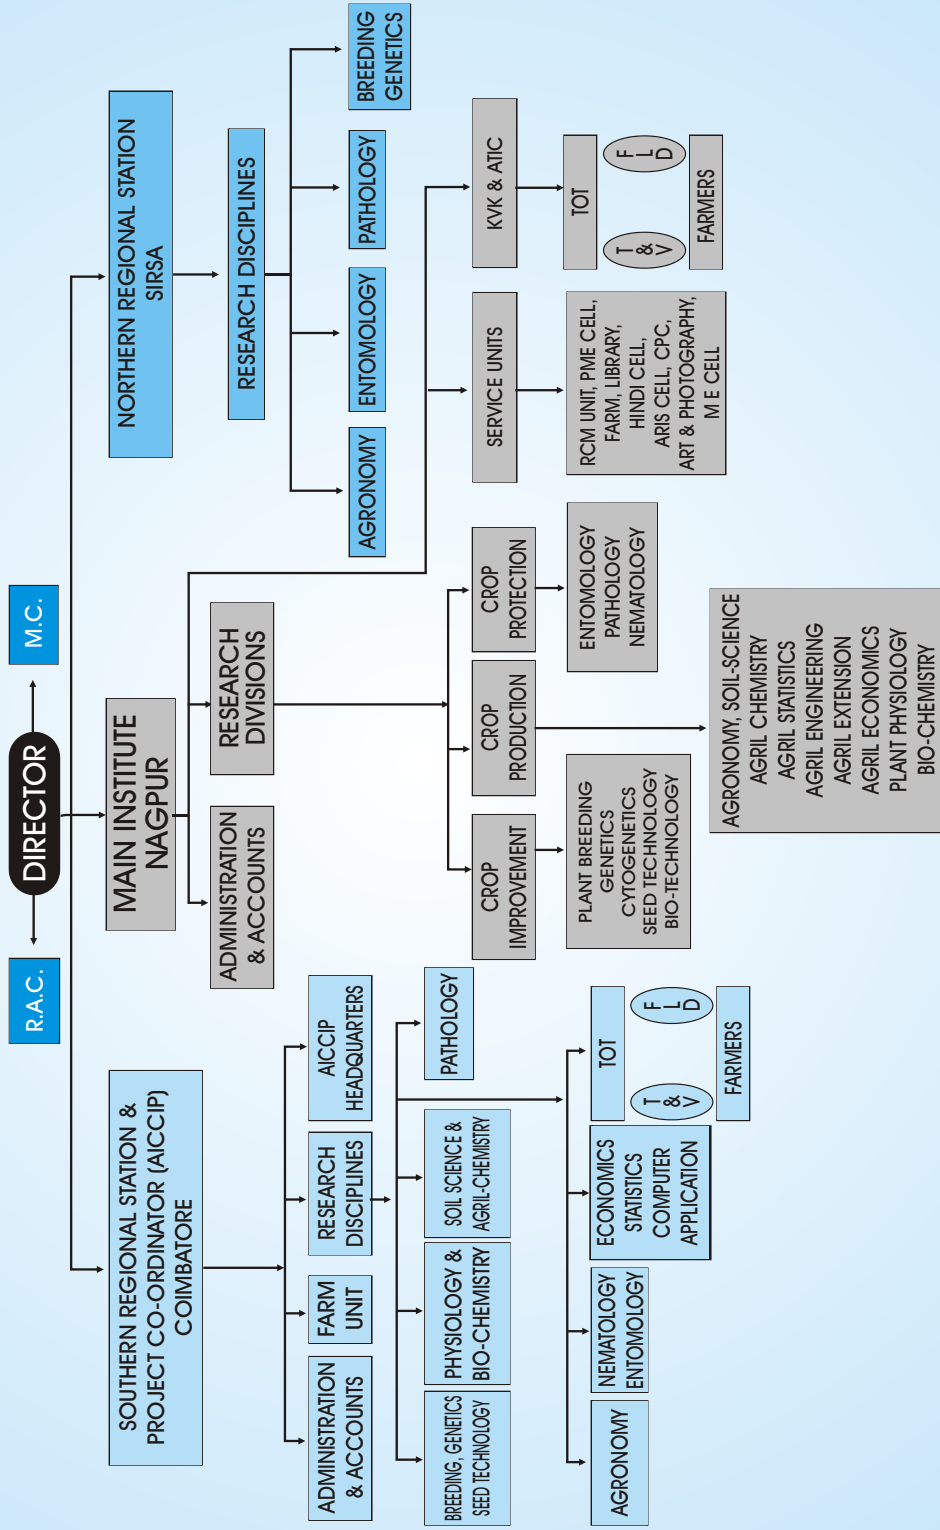 R.A.C.
DIRECTOR
M.C.
SOUTHERN REGIONAL STATION &
PROJECT CO-ORDINATOR (AICCIP)
COIMBATORE
MAIN INSTITUTE
NAGPUR
NORTHERN REGIONAL STATION
SIRSA
ADMINISTRATION
& ACCOUNTS
FARM
UNIT
RESEARCH
DISCIPLINES
AICCIP
HEADQUARTERS
BREEDING, GENETICS
SEED TECHNOLOGY
PHYSIOLOGY &
BIO-CHEMISTRY
SOIL SCIENCE &
AGRIL-CHEMISTRY
PATHOLOGY
AGRONOMY
NEMATOLOGY
ENTOMOLOGY
ECONOMICS
STATISTICS
COMPUTER
APPLICATION
TOT
T
&
V
F
L
D
FARMERS
ADMINISTRATION
& ACCOUNTS
RESEARCH
DIVISIONS
CROP
IMPROVEMENT
CROP
PRODUCTION
CROP
PROTECTION
PLANT BREEDING
GENETICS
CYTOGENETICS
SEED TECHNOLOGY
BIO-TECHNOLOGY
AGRONOMY, SOIL-SCIENCE
AGRIL CHEMISTRY
AGRIL STATISTICS
AGRIL ENGINEERING
AGRIL EXTENSION
AGRIL ECONOMICS
PLANT PHYSIOLOGY
BIO-CHEMISTRY
ENTOMOLOGY
PATHOLOGY
NEMATOLOGY
SERVICE UNITS
RCM UNIT, PME CELL,
FARM, LIBRARY,
HINDI CELL,
ARIS CELL, CPC,
ART & PHOTOGRAPHY,
M E CELL
KVK & ATIC
TOT
T
&
V
F
L
D
FARMERS
RESEARCH DISCIPLINES
AGRONOMY
ENTOMOLOGY
PATHOLOGY
BREEDING
GENETICS